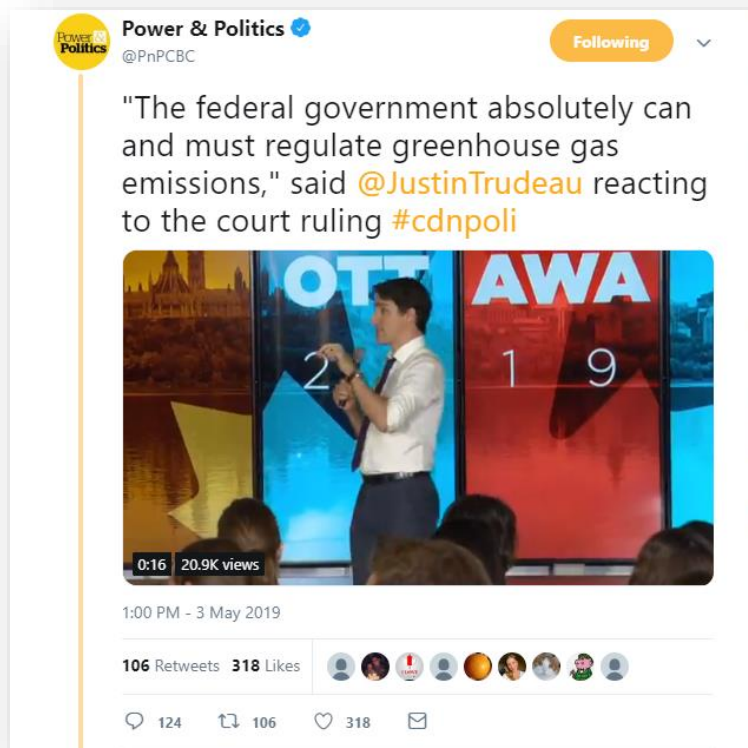 Power & Politics
Power &
Politics
@PnPCBC
Following
"The federal government absolutely can
and must regulate greenhouse gas
emissions," said @JustinTrudeau reacting
to the court ruling #cdnpoli
OTT AWA
2 1 9
0:16 20.9K views
1:00 PM - 3 May 2019
106 Retweets 318 Likes
124 106 318